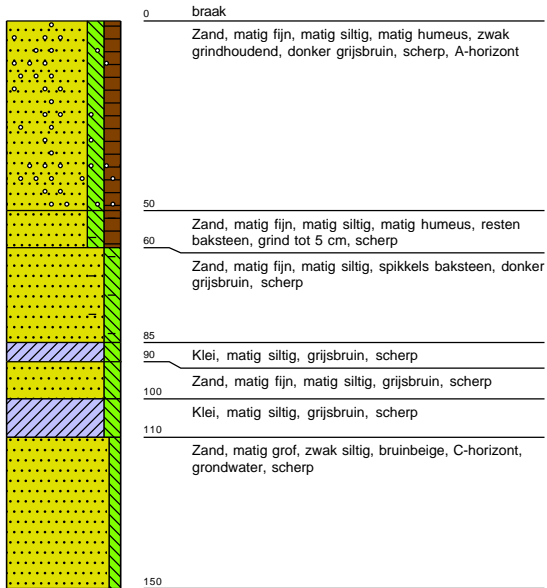 0 braak
Zand, matig fijn, matig siltig, matig humeus, zwak
grindhoudend, donker grijsbruin, scherp, A-horizont
50
Zand, matig fijn, matig siltig, matig humeus, resten
baksteen, grind tot 5 cm, scherp
60
Zand, matig fijn, matig siltig, spikkels baksteen, donker
grijsbruin, scherp
85
Klei, matig siltig, grijsbruin, scherp
90
Zand, matig fijn, matig siltig, grijsbruin, scherp
100
Klei, matig siltig, grijsbruin, scherp
110
Zand, matig grof, zwak siltig, bruinbeige, C-horizont,
grondwater, scherp
150